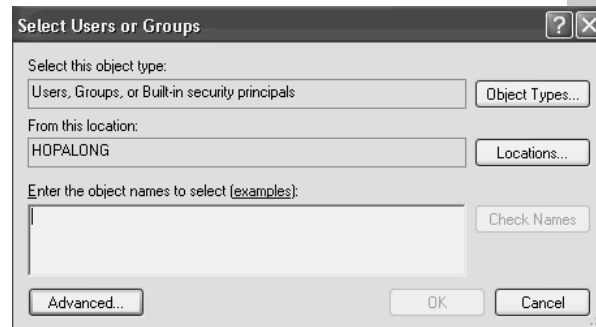 Select Users or Groups
Select this object type:
Users, Groups, or Built-in security principals
Object Types...
From this location:
HOPALONG
Locations...
Enter the object names to select (examples):
Check Names
Advanced...
OK
Cancel